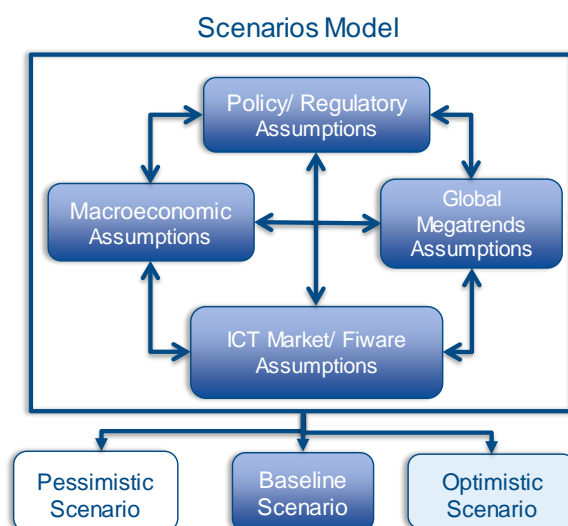 Scenarios Model
Policy/ Regulatory
Assumptions
Macroeconomic
Assumptions
Global
Megatrends
Assumptions
ICT Market/ Fiware
Assumptions
Pessimistic
Scenario
Baseline
Scenario
Optimistic
Scenario